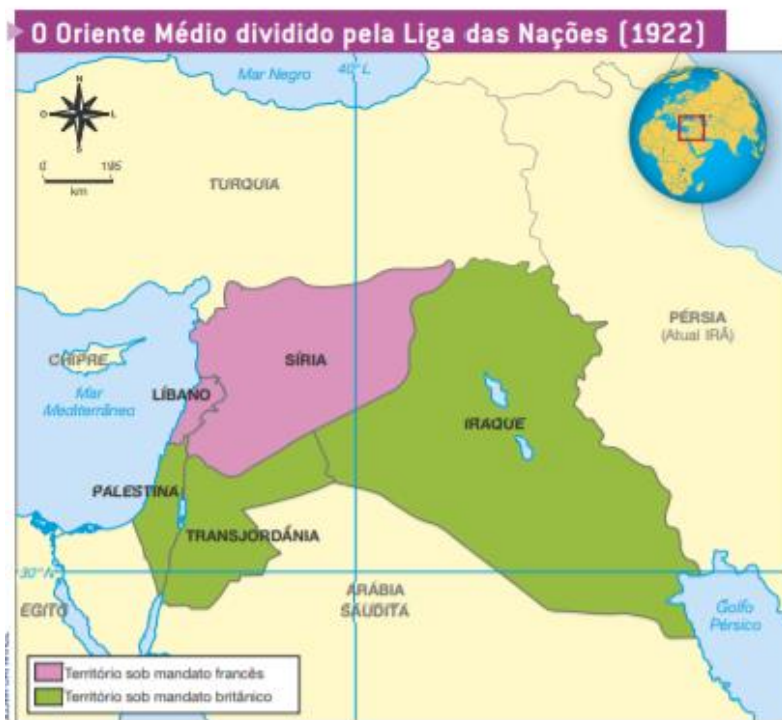 O Oriente Médio dividido pela Liga das Nações (1922)
Mar Negro
40° L
N
O
L
S
0
195
km
TURQUIA
PÉRSIA
(Atual IRÃ)
CHIPRE
SÍRIA
LÍBANO
Mar
Mediterrâneo
IRAQUE
PALESTINA
TRANSJORDÂNIA
30° N
EGITO
ARÁBIA
SAUDITA
Golfo
Pérsico
Território sob mandato francês
Território sob mandato britânico